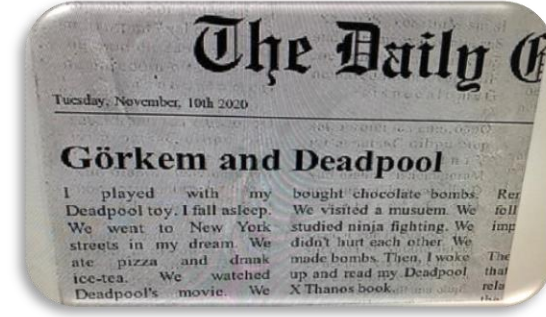 The Daily
Tuesday, November, 10th 2020
Görkem and Deadpool
I played with my
Deadpool toy. I fall asleep.
We went to New York
streets in my dream. We
ate pizza and drank
ice-tea. We watched
Deadpool's movie. We
bought chocolate bombs.
We visited a musuem. We
studied ninja fighting. We
didn't hurt each other. We
made bombs. Then, I woke
up and read my Deadpool
X Thanos book.